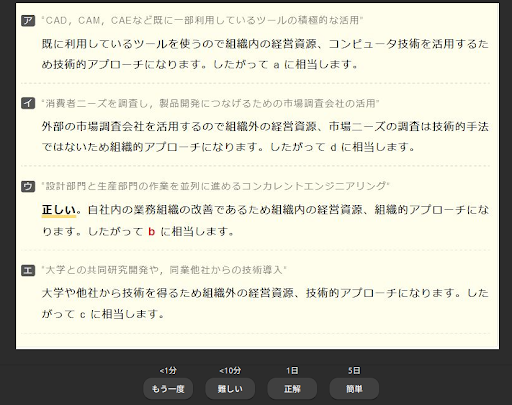 ア "CAD，CAM，CAEなど既に一部利用しているツールの積極的な活用"
既に利用しているツールを使うので組織内の経営資源、コンピュータ技術を活用するた
め技術的アプローチになります。したがって a に相当します。
イ "消費者ニーズを調査し，製品開発につなげるための市場調査会社の活用"
外部の市場調査会社を活用するので組織外の経営資源、市場ニーズの調査は技術的手法
ではないため組織的アプローチになります。したがって d に相当します。
ウ "設計部門と生産部門の作業を並列に進めるコンカレントエンジニアリング"
正しい。自社内の業務組織の改善であるため組織内の経営資源、組織的アプローチにな
ります。したがって b に相当します。
エ "大学との共同研究開発や，同業他社からの技術導入"
大学や他社から技術を得るため組織外の経営資源、技術的アプローチになります。した
がって c に相当します。
<1分 <10分 1日 5日
もう一度 難しい 正解 簡単